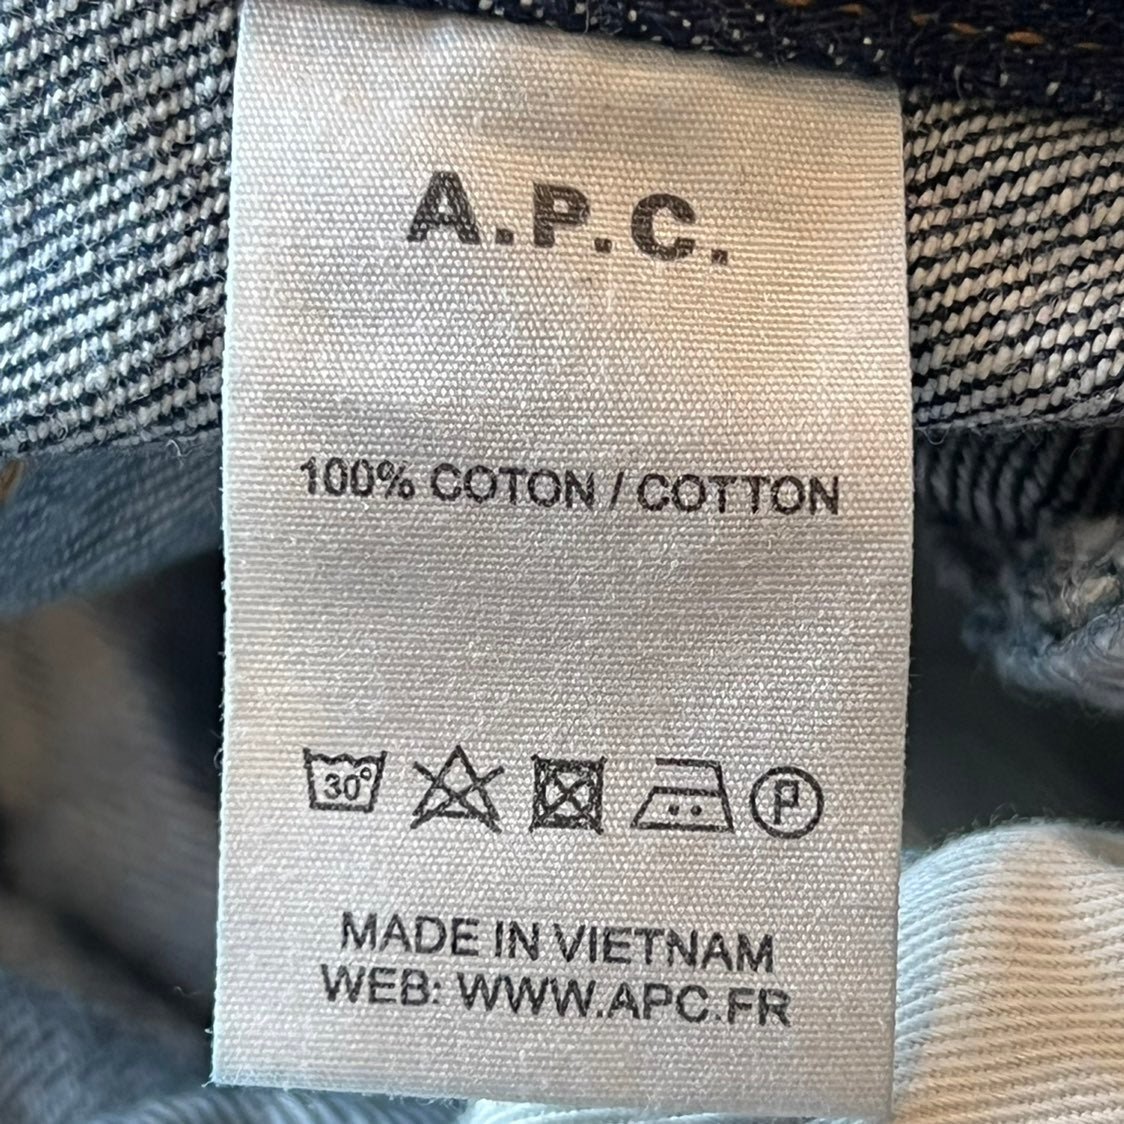 A.P.C.
100% COTON / COTTON
30° P
MADE IN VIETNAM
WEB: WWW.APC.FR